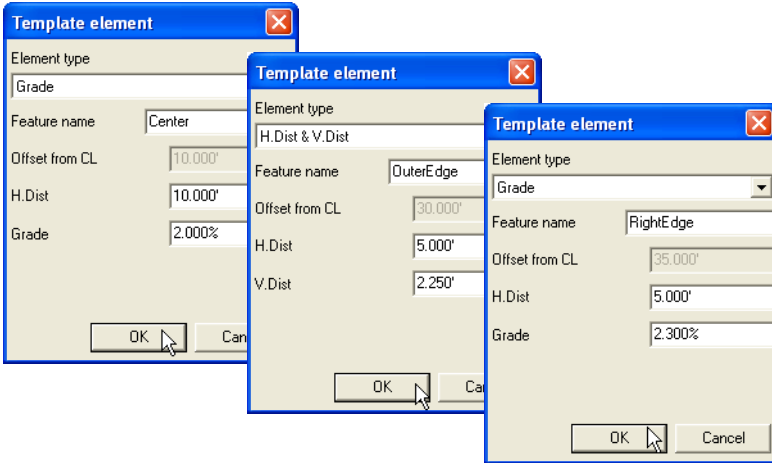 Template element
Element type
Grade
Feature name Center
Offset from CL 10.000'
H.Dist 10.000'
Grade 2.000%
OK Can
Template element
Element type
H.Dist & V.Dist
Feature name OuterEdge
Offset from CL 30.000'
H.Dist 5.000'
V.Dist 2.250'
OK Ca
Template element
Element type
Grade
Feature name RightEdge
Offset from CL 35.000'
H.Dist 5.000'
Grade 2.300%
OK Cancel